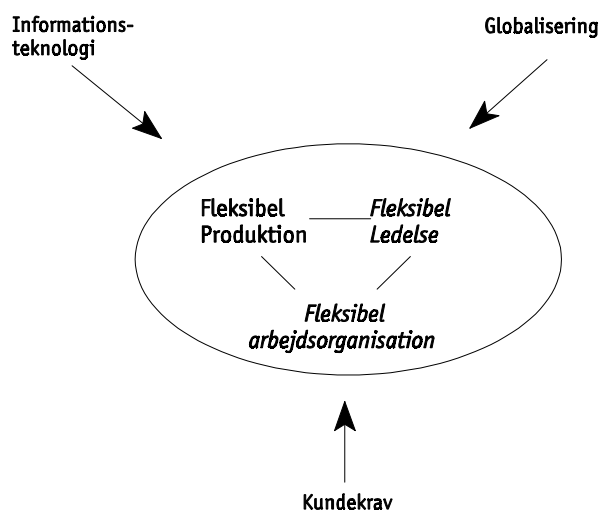 Informations-
teknologi
Globalisering
Fleksibel
Produktion
Fleksibel
Ledelse
Fleksibel
arbejdsorganisation
Kundekrav